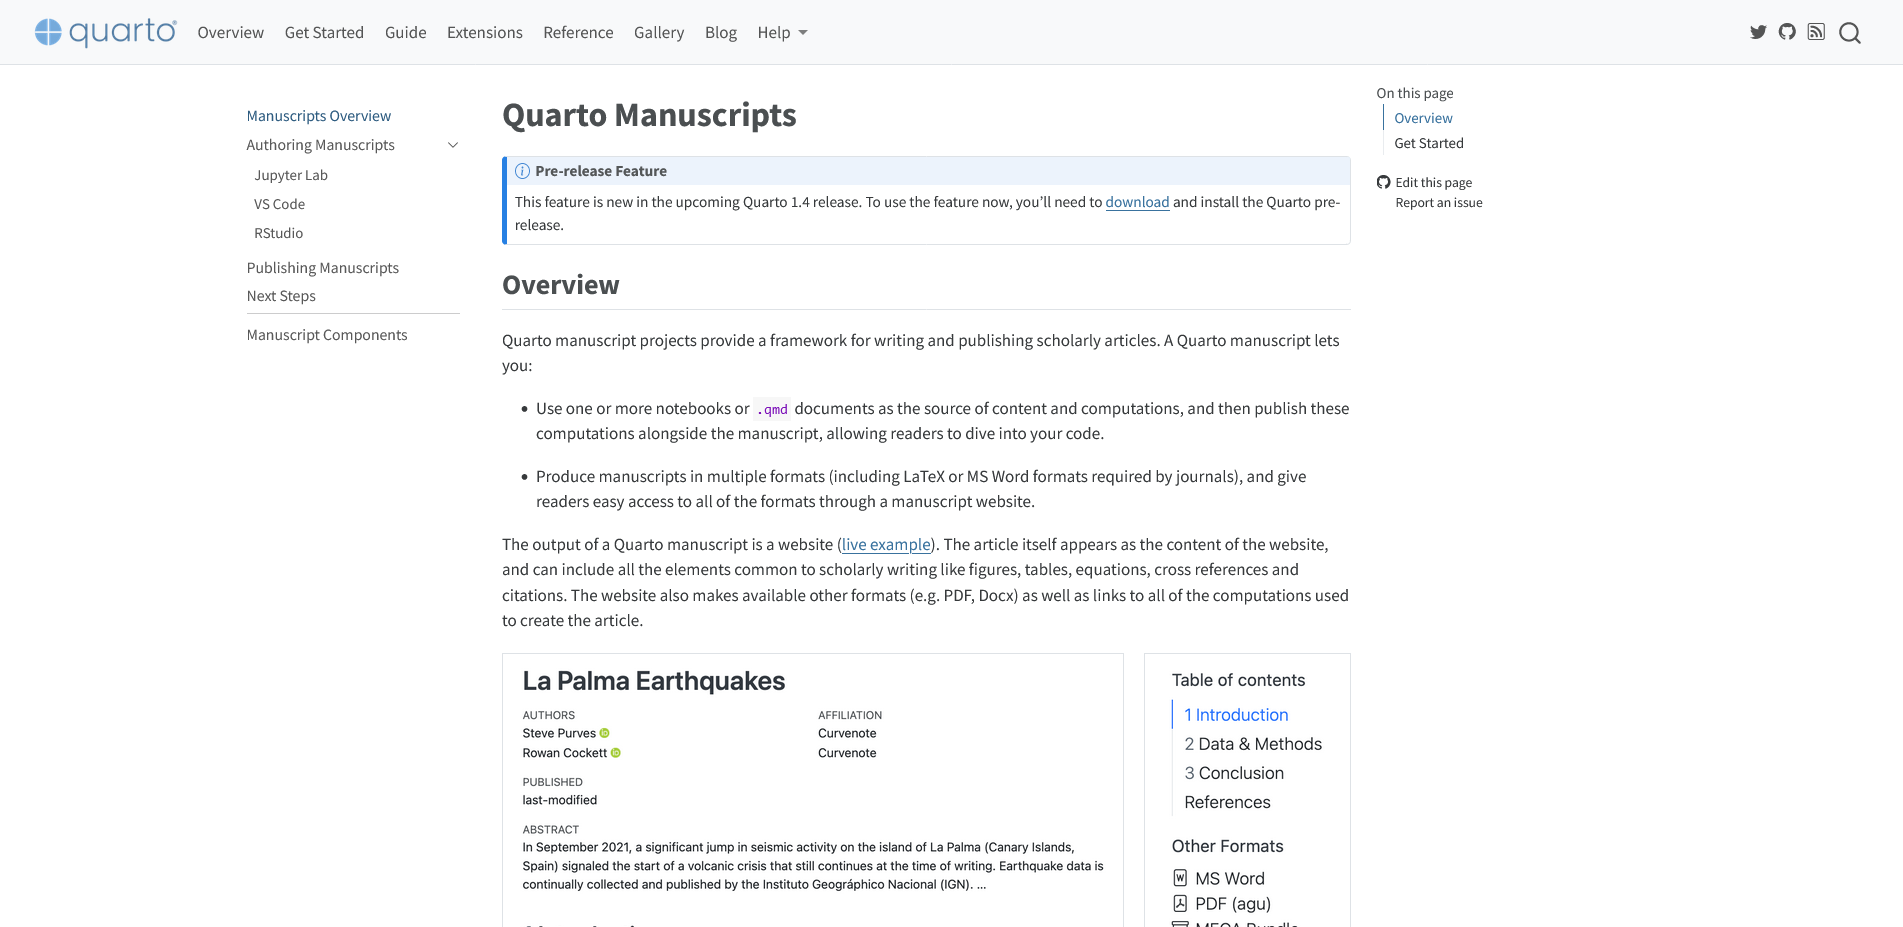 quarto
Overview Get Started Guide Extensions Reference Gallery Blog Help
Manuscripts Overview
Authoring Manuscripts
Jupyter Lab
VS Code
RStudio
Publishing Manuscripts
Next Steps
Manuscript Components
Quarto Manuscripts
Pre-release Feature
This feature is new in the upcoming Quarto 1.4 release. To use the feature now, you’ll need to download and install the Quarto pre-
release.
Overview
Quarto manuscript projects provide a framework for writing and publishing scholarly articles. A Quarto manuscript lets
you:
• Use one or more notebooks or .qmd documents as the source of content and computations, and then publish these
computations alongside the manuscript, allowing readers to dive into your code.
• Produce manuscripts in multiple formats (including LaTeX or MS Word formats required by journals), and give
readers easy access to all of the formats through a manuscript website.
The output of a Quarto manuscript is a website (live example). The article itself appears as the content of the website,
and can include all the elements common to scholarly writing like figures, tables, equations, cross references and
citations. The website also makes available other formats (e.g. PDF, Docx) as well as links to all of the computations used
to create the article.
La Palma Earthquakes
AUTHORS AFFILIATION
Steve Purves Curvenote
Rowan Cockett Curvenote
PUBLISHED
last-modified
ABSTRACT
In September 2021, a significant jump in seismic activity on the island of La Palma (Canary Islands,
Spain) signaled the start of a volcanic crisis that still continues at the time of writing. Earthquake data is
continually collected and published by the Instituto Geográphico Nacional (IGN). ...
Table of contents
1 Introduction
2 Data & Methods
3 Conclusion
References
Other Formats
MS Word
PDF (agu)
On this page
Overview
Get Started
Edit this page
Report an issue